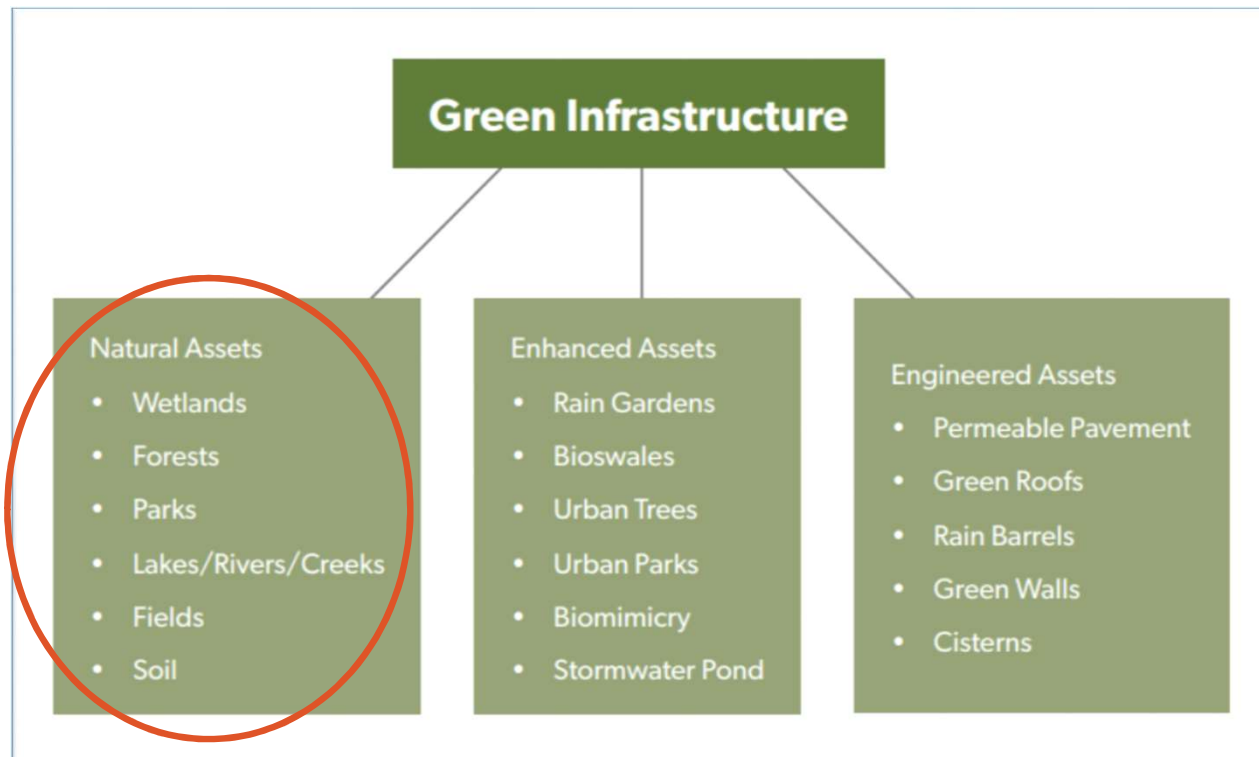 Green Infrastructure
Natural Assets
• Wetlands
• Forests
• Parks
• Lakes/Rivers/Creeks
• Fields
• Soil
Enhanced Assets
• Rain Gardens
• Bioswales
• Urban Trees
• Urban Parks
• Biomimicry
• Stormwater Pond
Engineered Assets
• Permeable Pavement
• Green Roofs
• Rain Barrels
• Green Walls
• Cisterns